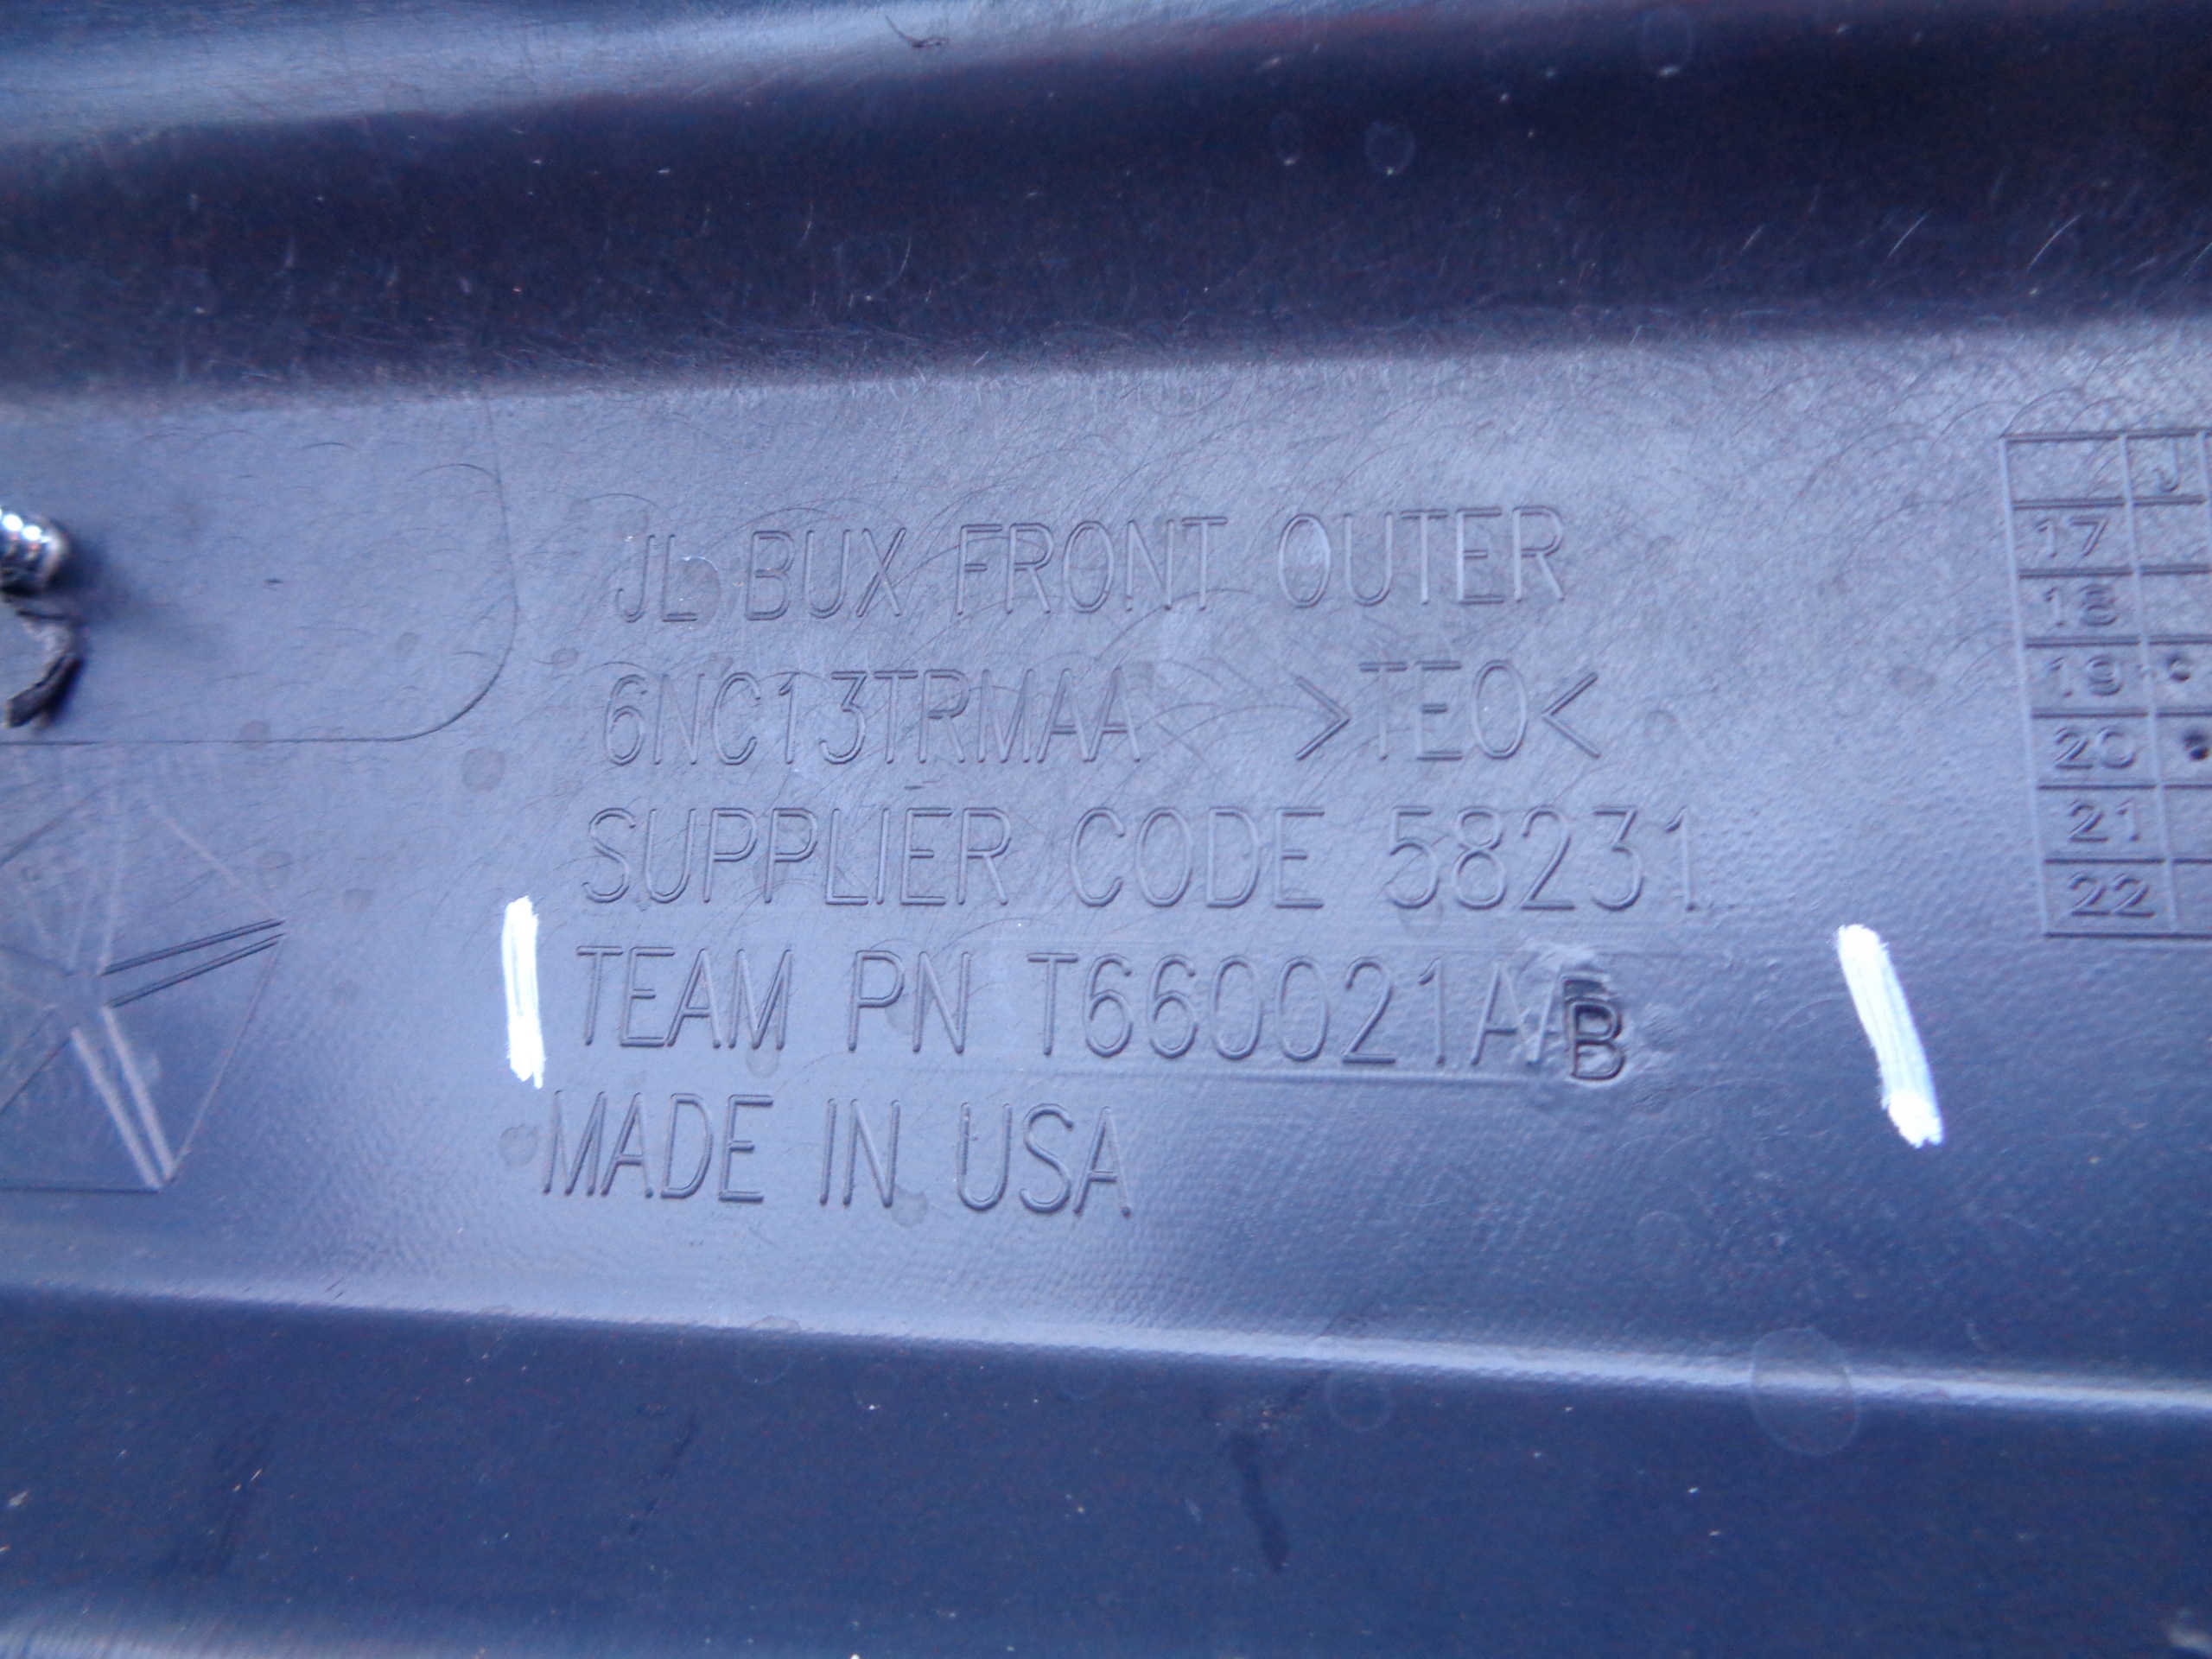 JL BUX FRONT OUTER
6NC13TRMAA >TEO<
SUPPLIER CODE 58231
TEAM PN T660021AB
MADE IN USA
J
17
18
19
20
21
22